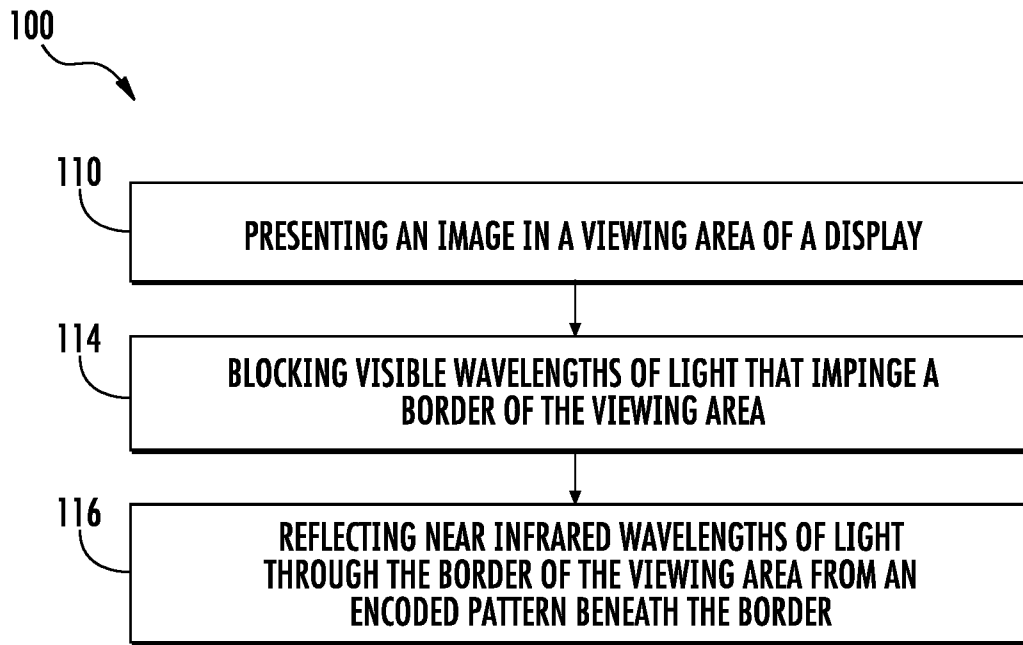 100
110
PRESENTING AN IMAGE IN A VIEWING AREA OF A DISPLAY
114
BLOCKING VISIBLE WAVELENGTHS OF LIGHT THAT IMPINGE A
BORDER OF THE VIEWING AREA
116
REFLECTING NEAR INFRARED WAVELENGTHS OF LIGHT
THROUGH THE BORDER OF THE VIEWING AREA FROM AN
ENCODED PATTERN BENEATH THE BORDER